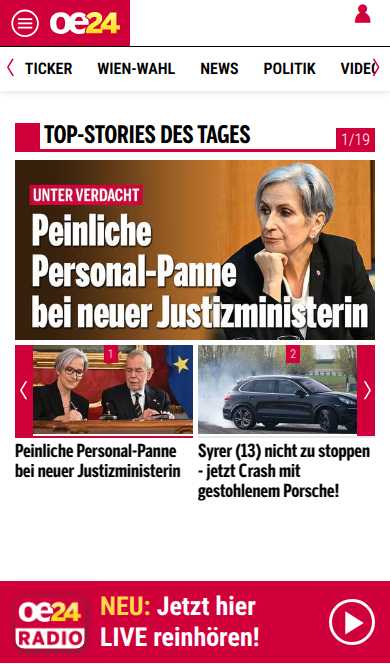 oe24
TICKER WIEN-WAHL NEWS POLITIK
TOP-STORIES DES TAGES
1/19
UNTER VERDACHT
Peinliche
Personal-Panne
bei neuer Justizministerin
1
Peinliche Personal-Panne
bei neuer Justizministerin
2
Syrer (13) nicht zu stoppen
- jetzt Crash mit
gestohlenem Porsche!
oe24
RADIO
NEU: Jetzt hier
LIVE reinhören!